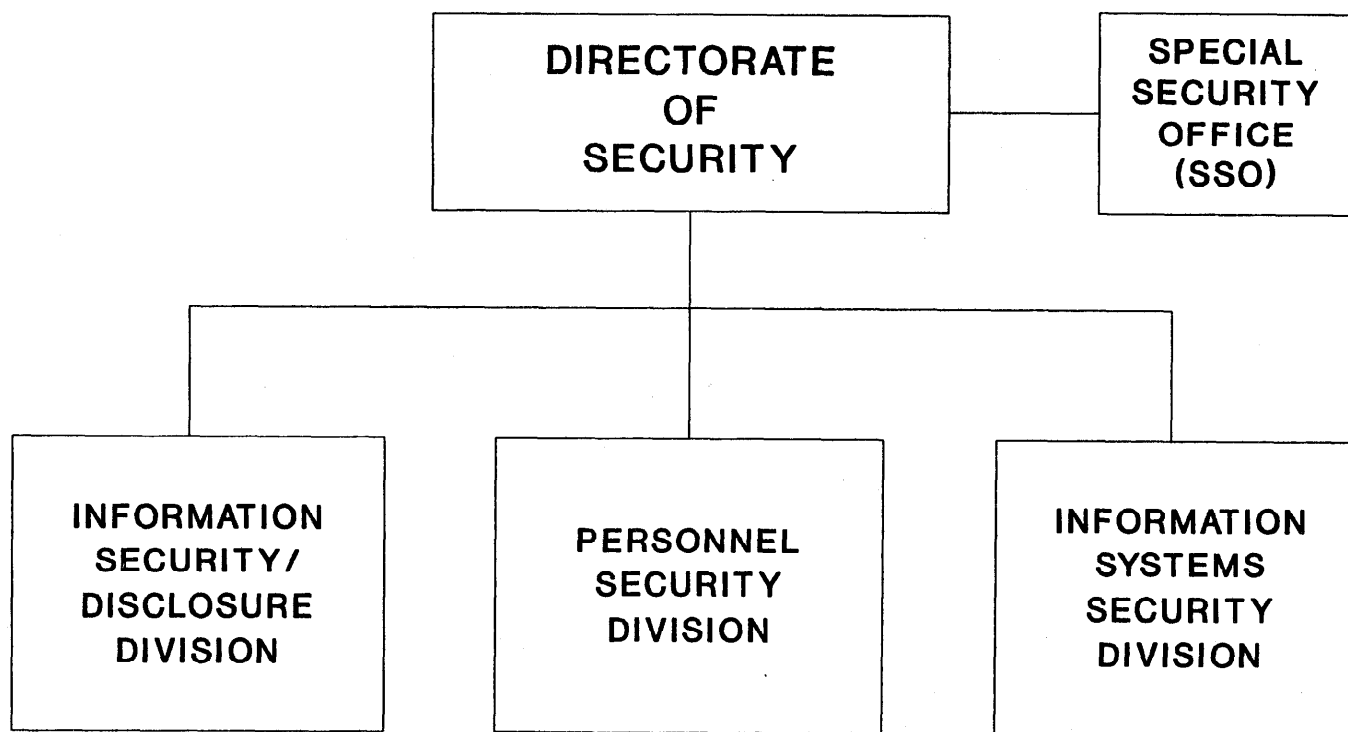 DIRECTORATE
OF
SECURITY
SPECIAL
SECURITY
OFFICE
(SSO)
INFORMATION
SECURITY/
DISCLOSURE
DIVISION
PERSONNEL
SECURITY
DIVISION
INFORMATION
SYSTEMS
SECURITY
DIVISION